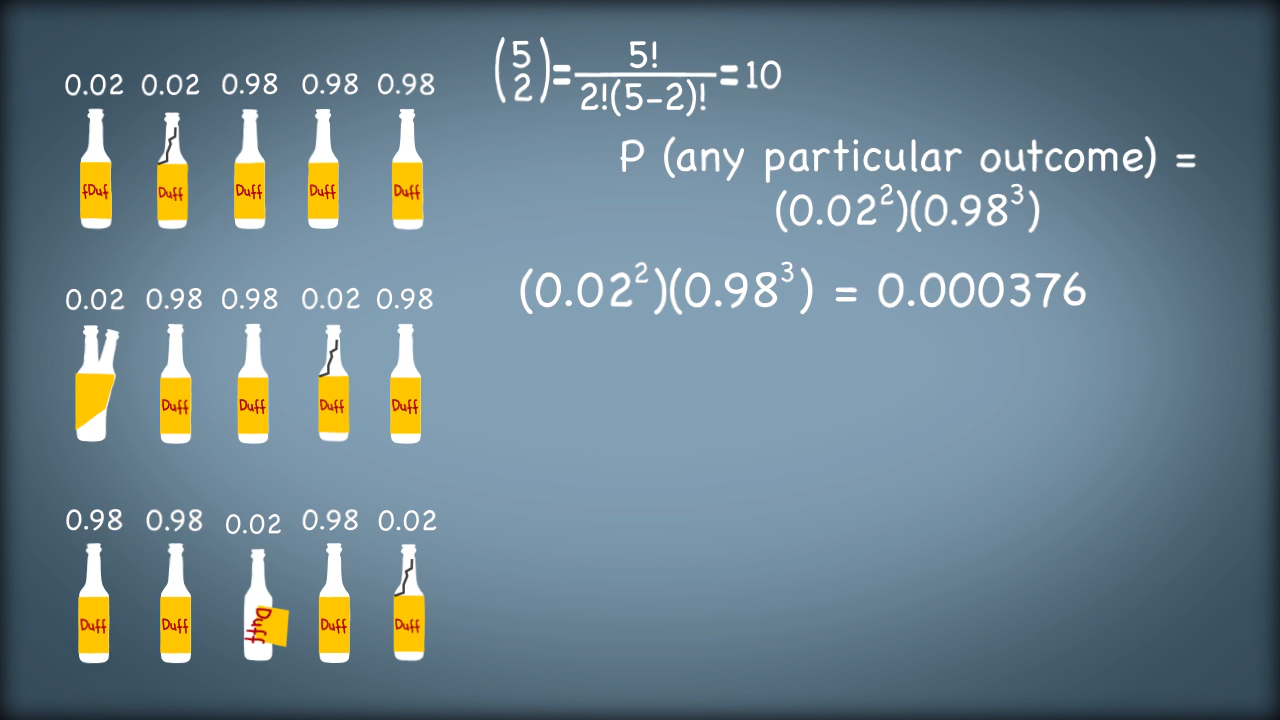 0.02 0.02 0.98 0.98 0.98
fDuf Duff Duff Duff Duff
0.02 0.98 0.98 0.02 0.98
Duff Duff Duff Duff
0.98 0.98 0.02 0.98 0.02
Duff Duff Duff Duff Duff
(5 2) = 5! / 2!(5-2)! = 10
P (any particular outcome) =
(0.02²)(0.98³)
(0.02²)(0.98³) = 0.000376